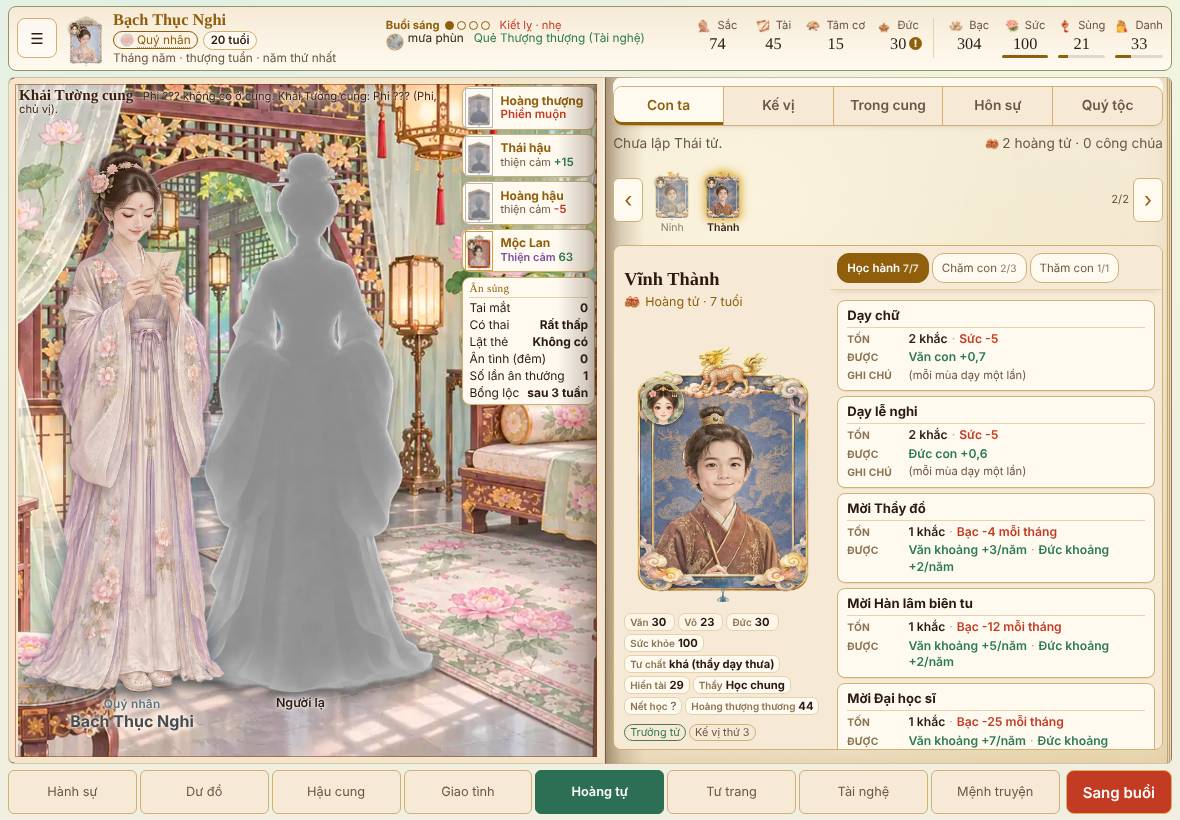 ☰
Bạch Thục Nghi
Quý nhân 20 tuổi
Tháng năm · thượng tuần · năm thứ nhất
Buổi sáng Kiết lỵ · nhẹ
mưa phùn Quẻ Thượng thượng (Tài nghệ)
Sắc 74
Tài 45
Tâm cơ 15
Đức 30 !
Bạc 304
Sức 100
Sủng 21
Danh 33
Khải Tường cung Phi ??? không có ở cung. Khải Tường cung: Phi ??? (Phi,
chủ vị).
Hoàng thượng
Phiền muộn
Thái hậu
thiện cảm +15
Hoàng hậu
thiện cảm -5
Mộc Lan
Thiện cảm 63
Ân sủng
Tai mắt 0
Có thai Rất thấp
Lật thẻ Không có
Ân tình (đêm) 0
Số lần ân thưởng 1
Bổng lộc sau 3 tuần
Quý nhân
Bạch Thục Nghi
Người lạ
Con ta
Kế vị
Trong cung
Hôn sự
Quý tộc
Chưa lập Thái tử.
2 hoàng tử · 0 công chúa
‹
Ninh
Thành
2/2
›
Vĩnh Thành
Hoàng tử · 7 tuổi
Văn 30 Võ 23 Đức 30
Sức khỏe 100
Tư chất khá (thầy dạy thưa)
Hiển tài 29 Thầy Học chung
Nết học ? Hoàng thượng thương 44
Trưởng tử Kế vị thứ 3
Học hành 7/7 Chăm con 2/3 Thăm con 1/1
Dạy chữ
TỐN 2 khắc · Sức -5
ĐƯỢC Văn con +0,7
GHI CHÚ (mỗi mùa dạy một lần)
Dạy lễ nghi
TỐN 2 khắc · Sức -5
ĐƯỢC Đức con +0,6
GHI CHÚ (mỗi mùa dạy một lần)
Mời Thầy đồ
TỐN 1 khắc · Bạc -4 mỗi tháng
ĐƯỢC Văn khoảng +3/năm · Đức khoảng
+2/năm
Mời Hàn lâm biên tu
TỐN 1 khắc · Bạc -12 mỗi tháng
ĐƯỢC Văn khoảng +5/năm · Đức khoảng
+2/năm
Mời Đại học sĩ
TỐN 1 khắc · Bạc -25 mỗi tháng
ĐƯỢC Văn khoảng +7/năm · Đức khoảng
Hành sự
Dư đồ
Hậu cung
Giao tình
Hoàng tự
Tư trang
Tài nghệ
Mệnh truyện
Sang buổi